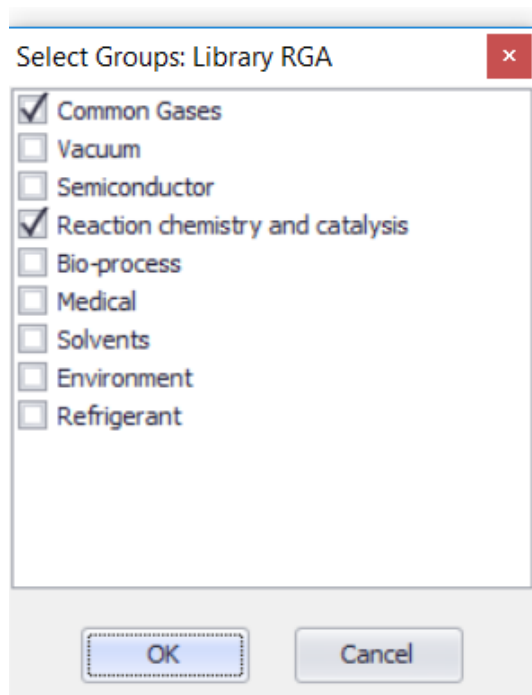 Select Groups: Library RGA
Common Gases
Vacuum
Semiconductor
Reaction chemistry and catalysis
Bio-process
Medical
Solvents
Environment
Refrigerant
OK
Cancel